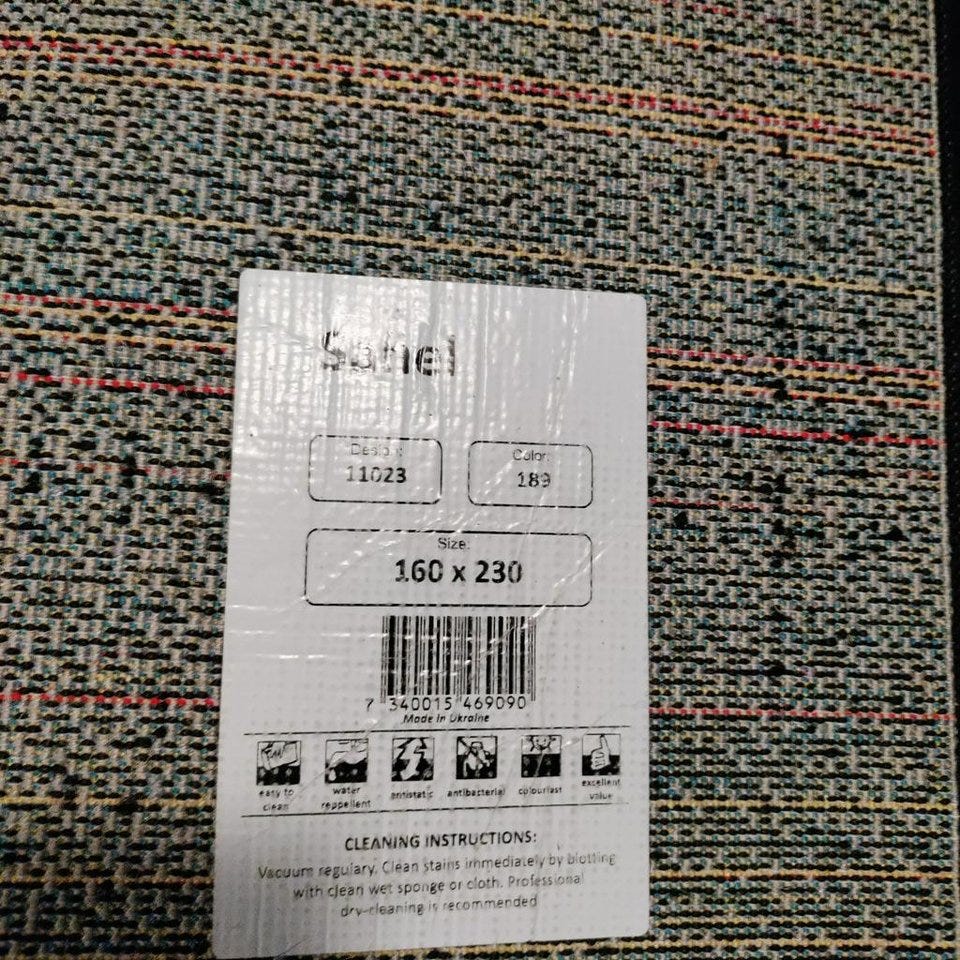 Sahel
Design: Color:
11023 189
Size:
160 x 230
7 340015 469090
Made in Ukraine
easy to clean
water reppellent
antistatic
antibacterial
colourfast
excellent value
CLEANING INSTRUCTIONS:
Vacuum regulary. Clean stains immediately by blotting
with clean wet sponge or cloth. Professional
dry-cleaning is recommended